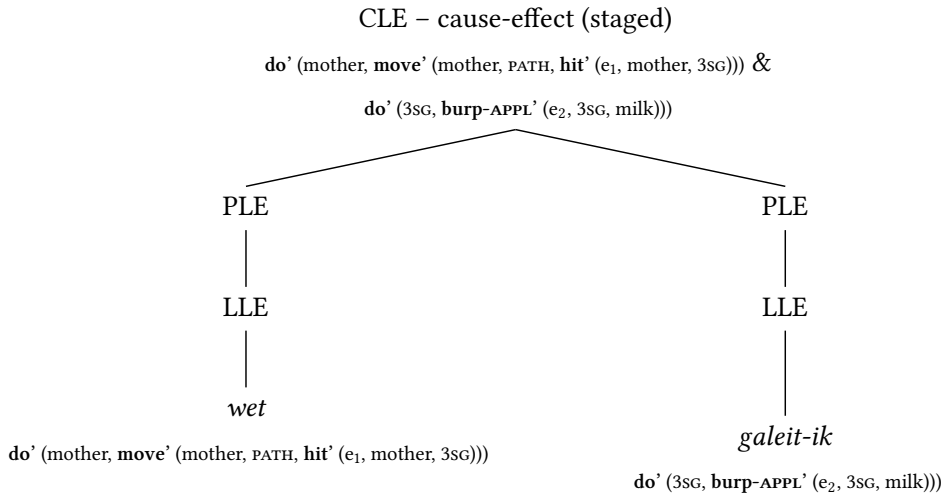 CLE – cause-effect (staged)
do’ (mother, move’ (mother, PATH, hit’ (e₁, mother, 3SG))) &
do’ (3SG, burp-APPL’ (e₂, 3SG, milk)))
PLE PLE
LLE LLE
wet
galeit-ik
do’ (mother, move’ (mother, PATH, hit’ (e₁, mother, 3SG)))
do’ (3SG, burp-APPL’ (e₂, 3SG, milk)))